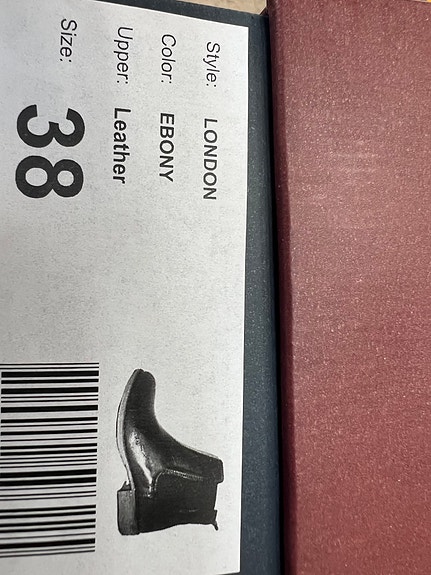 Style: LONDON
Color: EBONY
Upper: Leather
Size: 38